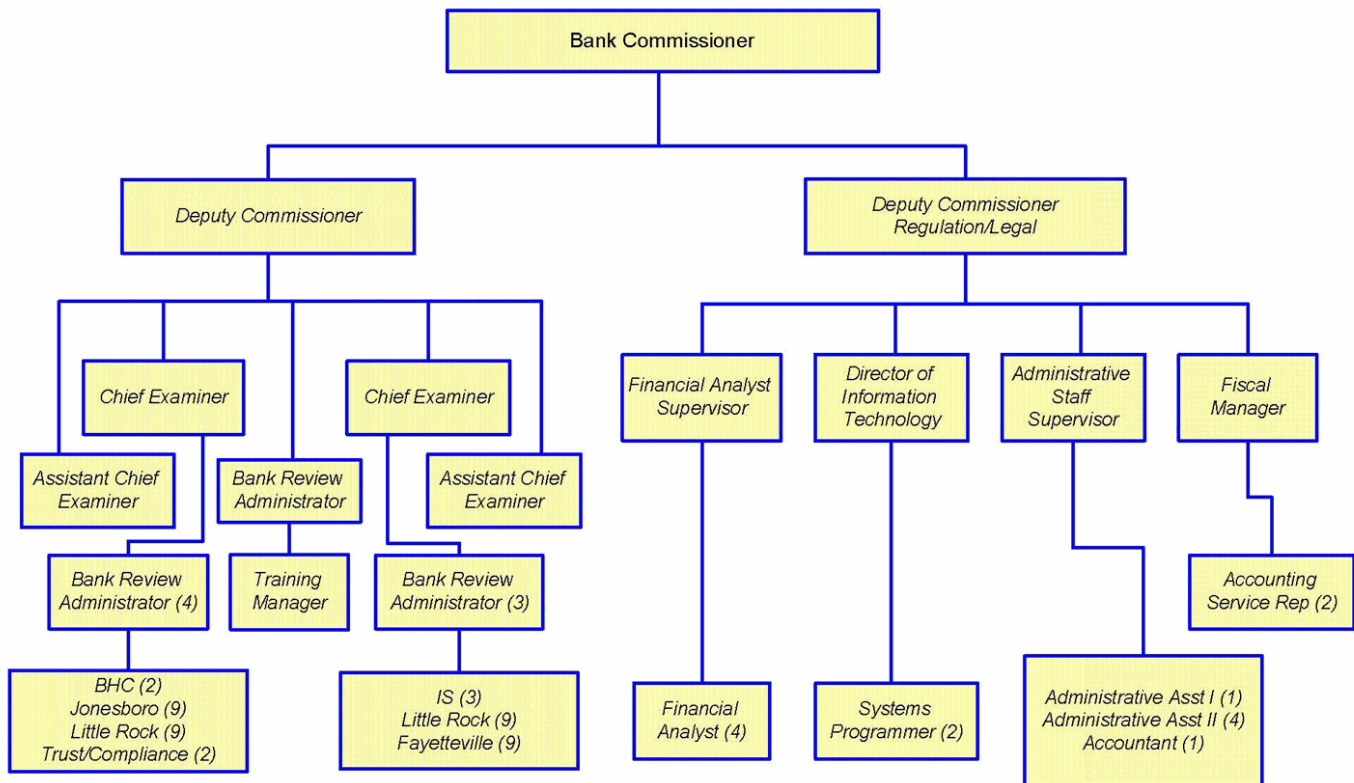 Bank Commissioner
Deputy Commissioner
Deputy Commissioner
Regulation/Legal
Chief Examiner
Chief Examiner
Financial Analyst
Supervisor
Director of
Information
Technology
Administrative
Staff
Supervisor
Fiscal
Manager
Assistant Chief
Examiner
Bank Review
Administrator
Assistant Chief
Examiner
Bank Review
Administrator (4)
Training
Manager
Bank Review
Administrator (3)
Accounting
Service Rep (2)
BHC (2)
Jonesboro (9)
Little Rock (9)
Trust/Compliance (2)
IS (3)
Little Rock (9)
Fayetteville (9)
Financial
Analyst (4)
Systems
Programmer (2)
Administrative Asst I (1)
Administrative Asst II (4)
Accountant (1)